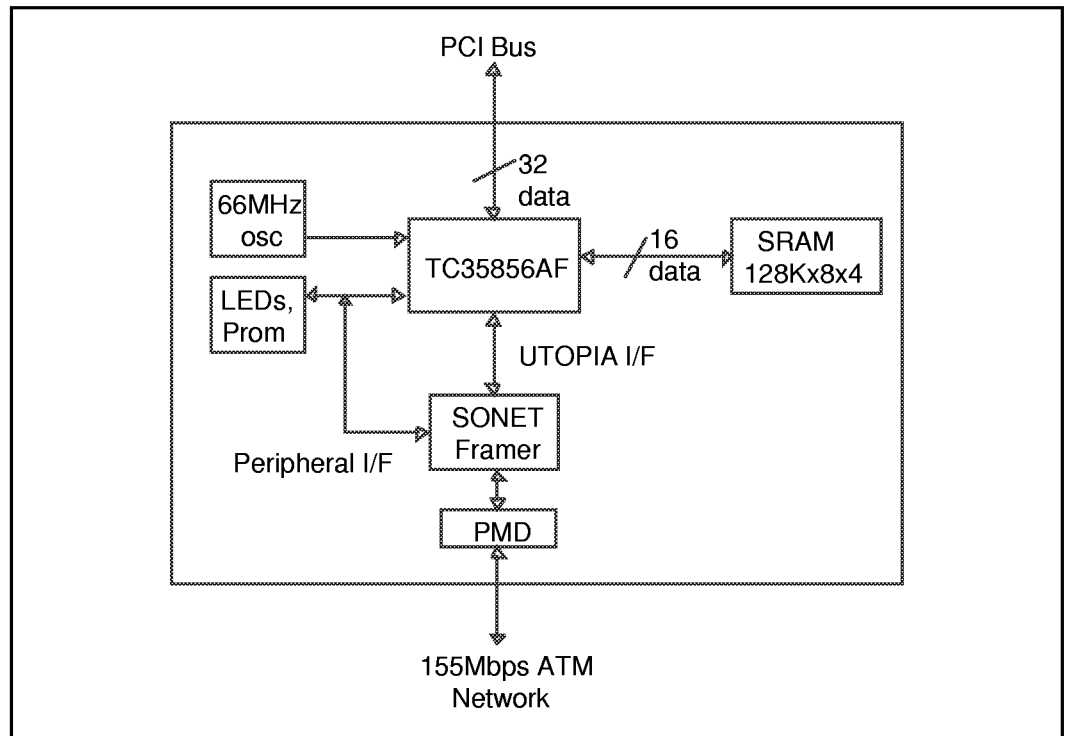 PCI Bus
32
data
66MHz
osc
TC35856AF
16
data
SRAM
128Kx8x4
LEDs,
Prom
UTOPIA I/F
SONET
Framer
Peripheral I/F
PMD
155Mbps ATM
Network